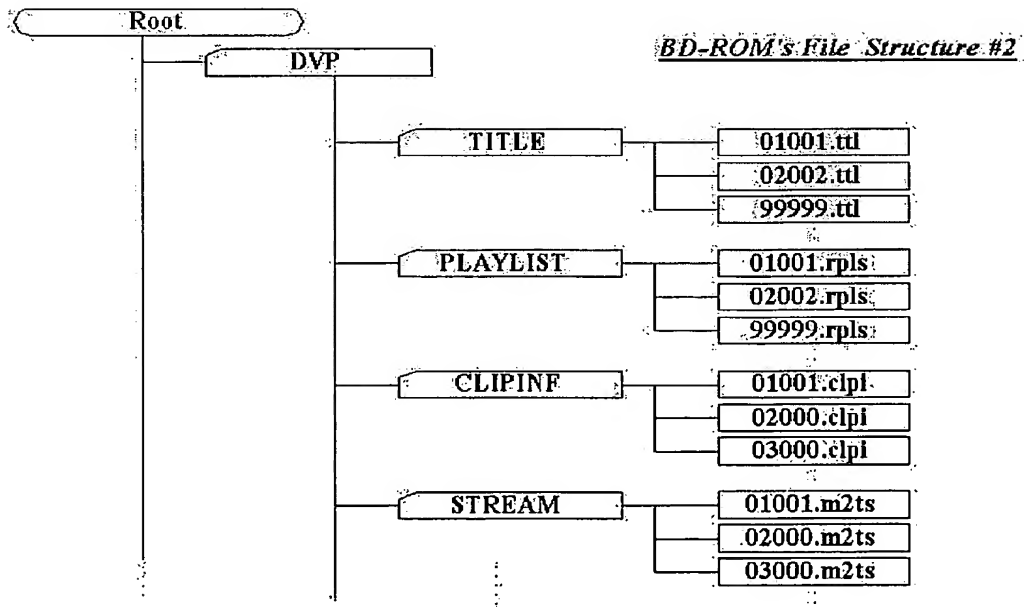 Root
BD-ROM's File Structure #2
DVP
TITLE
01001.ttl
02002.ttl
99999.ttl
PLAYLIST
01001.rpls
02002.rpls
99999.rpls
CLIPINF
01001.clpi
02000.clpi
03000.clpi
STREAM
01001.m2ts
02000.m2ts
03000.m2ts